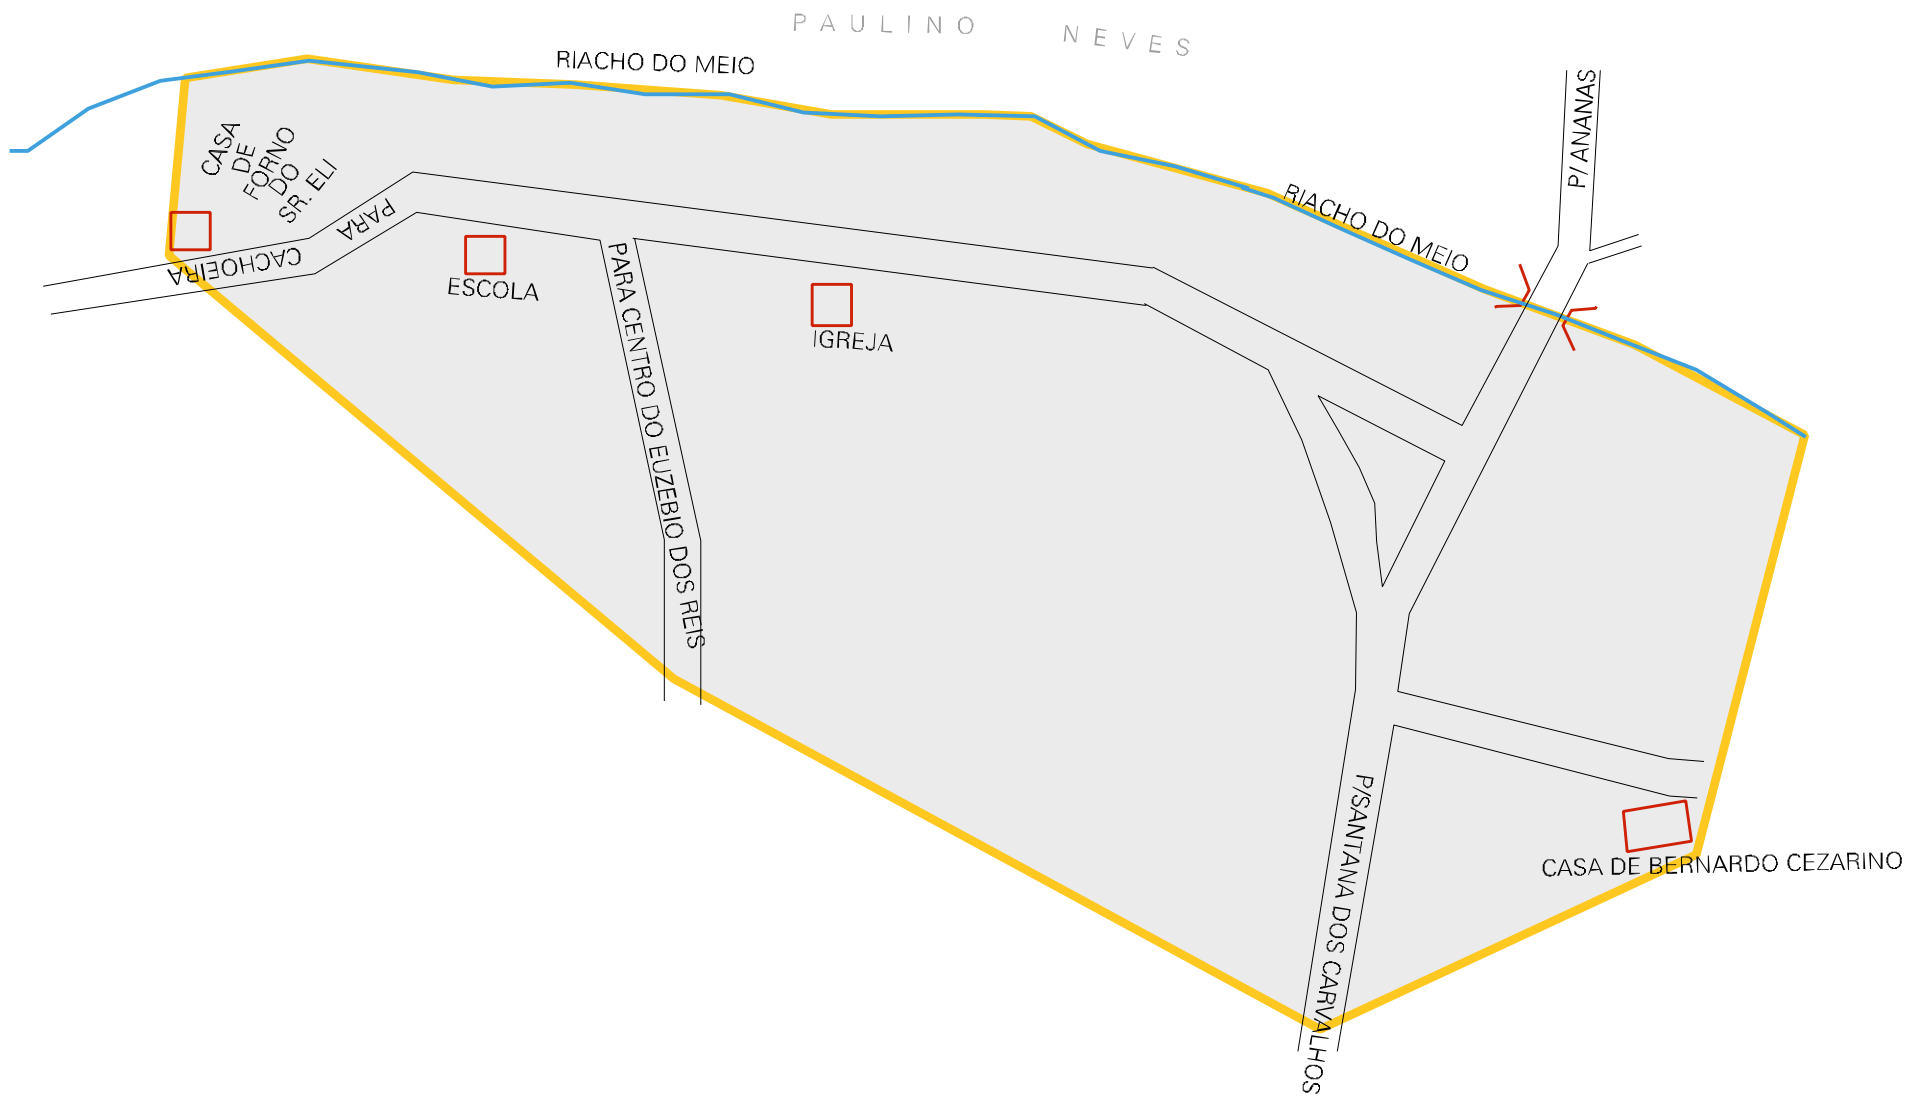 PAULINO NEVES
RIACHO DO MEIO
P/ ANANAS
CASA
DE
FORNO
DO
SR. ELI
RIACHO DO MEIO
PARA
CACHOEIRA
ESCOLA
PARA CENTRO DO EUZEBIO DOS REIS
IGREJA
P/SANTANA DOS CARVALHOS
CASA DE BERNARDO CEZARINO